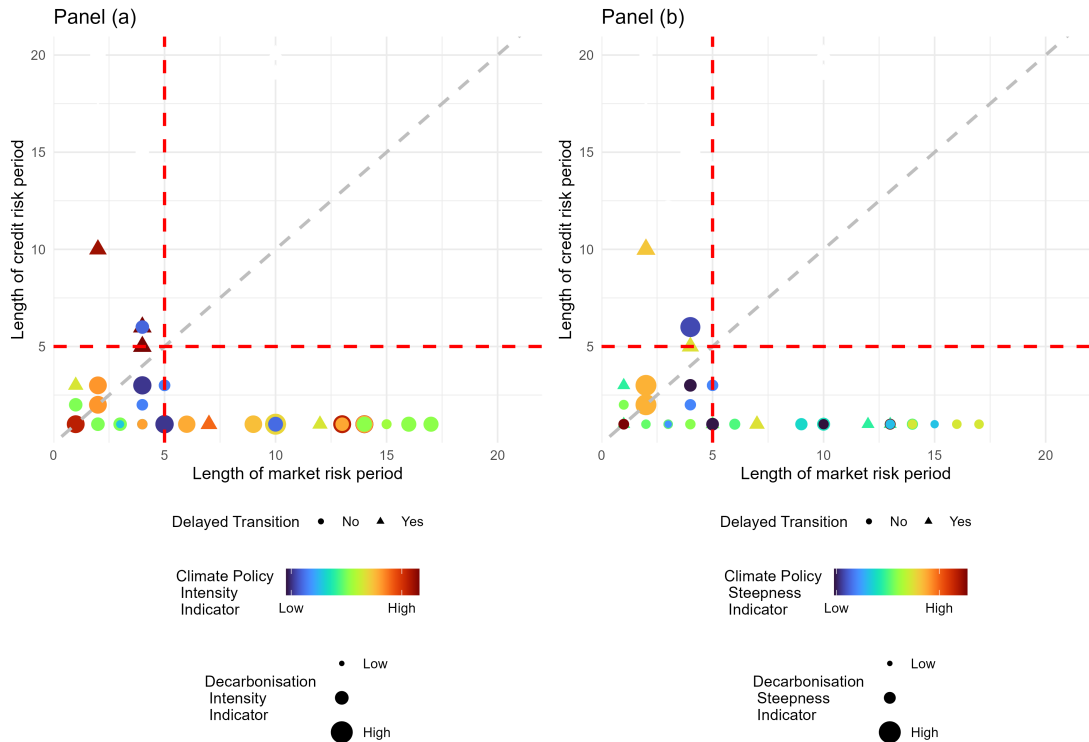 Panel (a)
20
15
10
5
0
5
10
15
20
Length of credit risk period
Length of market risk period
Delayed Transition
No
Yes
Climate Policy
Intensity
Indicator
Low
High
Decarbonisation
Intensity
Indicator
Low
High
Panel (b)
20
15
10
5
0
5
10
15
20
Length of credit risk period
Length of market risk period
Delayed Transition
No
Yes
Climate Policy
Steepness
Indicator
Low
High
Decarbonisation
Steepness
Indicator
Low
High